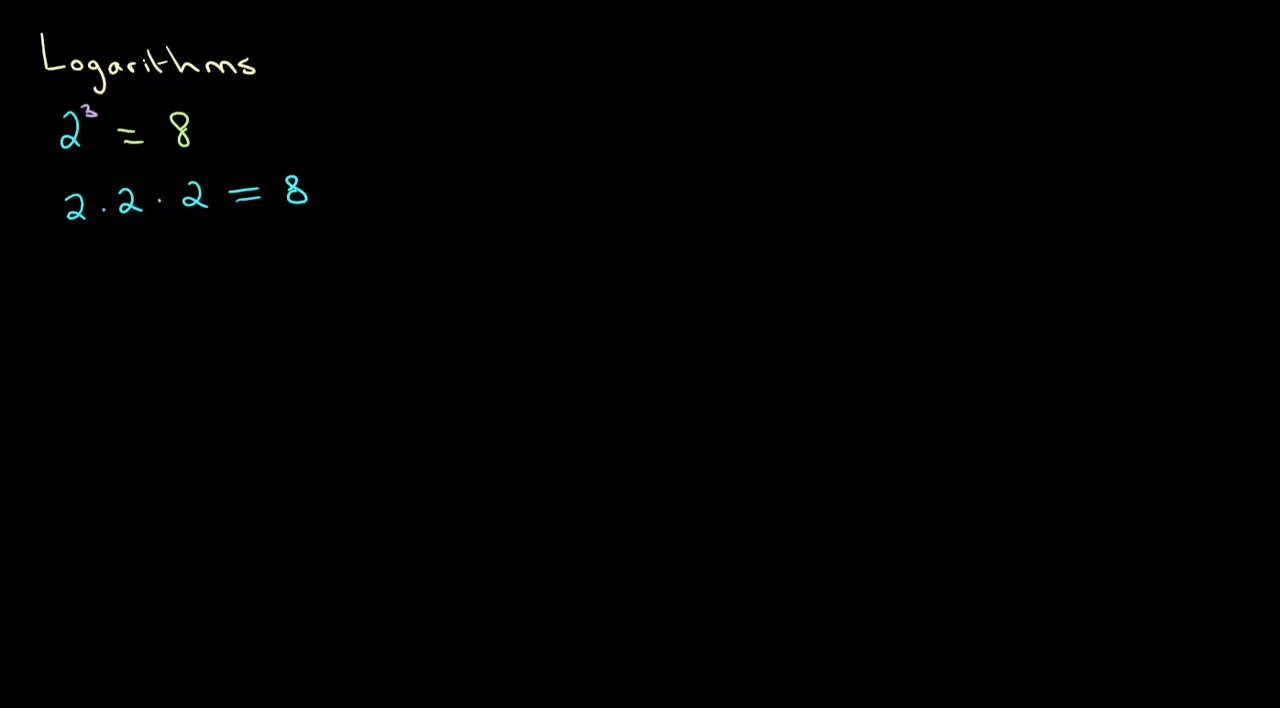 Logarithms
2³ = 8
2 · 2 · 2 = 8